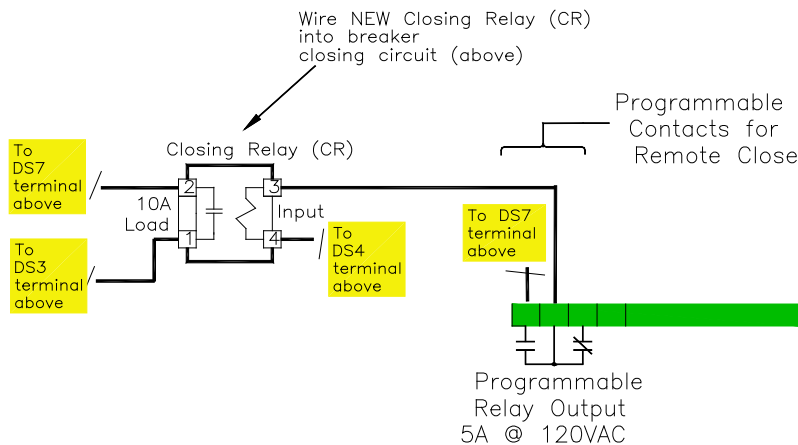 Wire NEW Closing Relay (CR)
into breaker
closing circuit (above)
Programmable
Contacts for
Remote Close
Closing Relay (CR)
To
DS7
terminal
above
2
3
10A
Load
Input
1
4
To
DS3
terminal
above
To
DS4
terminal
above
To DS7
terminal
above
Programmable
Relay Output
5A @ 120VAC